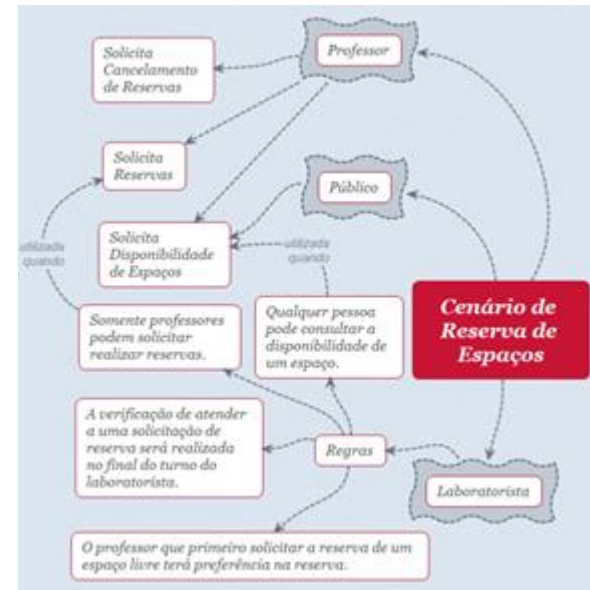 Solicita
Cancelamento
de Reservas
Professor
Solicita
Reservas
Público
Solicita
Disponibilidade
de Espaços
utilizada
quando
utilizada
quando
Cenário de
Reserva de
Espaços
Somente professores
podem solicitar
realizar reservas.
Qualquer pessoa
pode consultar a
disponibilidade de
um espaço.
A verificação de atender
a uma solicitação de
reserva será realizada
no final do turno do
laboratorista.
Regras
Laboratorista
O professor que primeiro solicitar a reserva de um
espaço livre terá preferência na reserva.